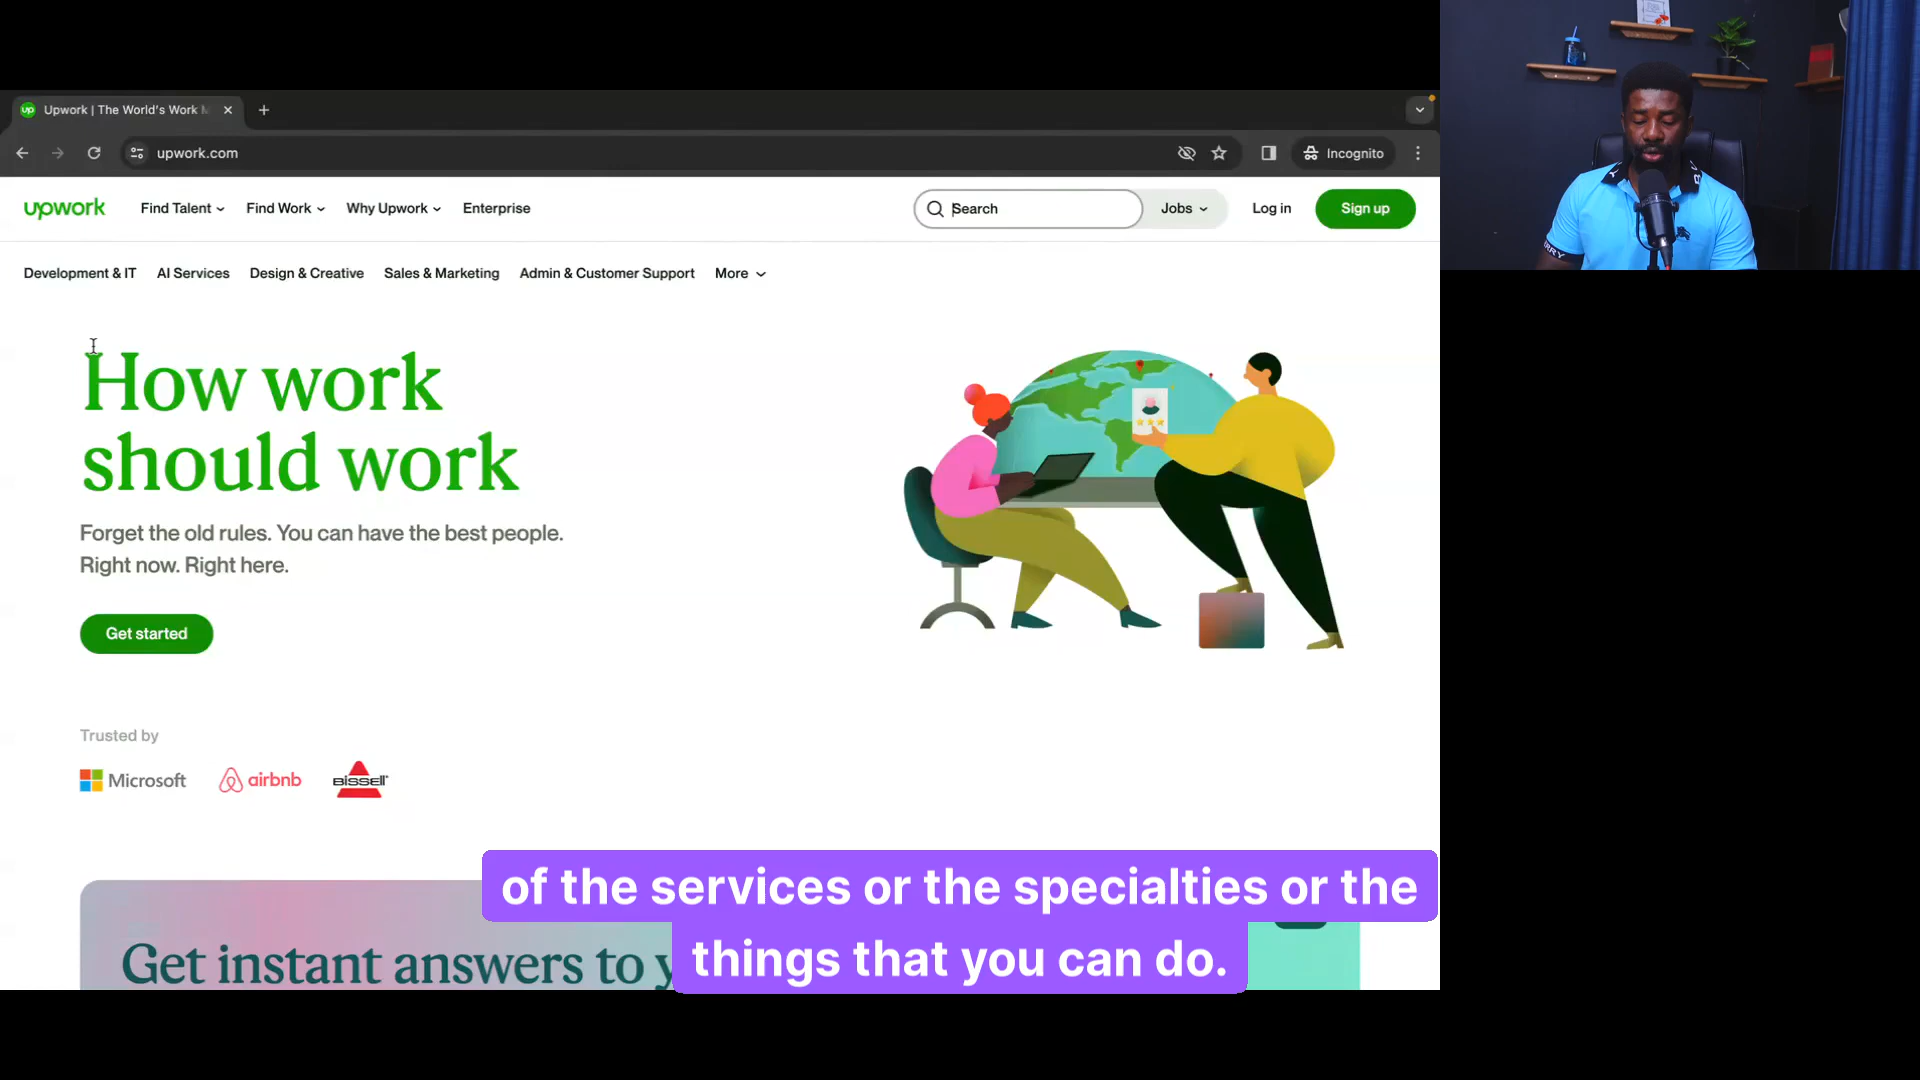 Upwork | The World's Work
upwork.com
Incognito
upwork
Find Talent
Find Work
Why Upwork
Enterprise
Search
Jobs
Log in
Sign up
Development & IT
AI Services
Design & Creative
Sales & Marketing
Admin & Customer Support
More
How work
should work
Forget the old rules. You can have the best people.
Right now. Right here.
Get started
Trusted by
Microsoft
airbnb
BISSELL
Get instant answers to
of the services or the specialties or the
things that you can do.